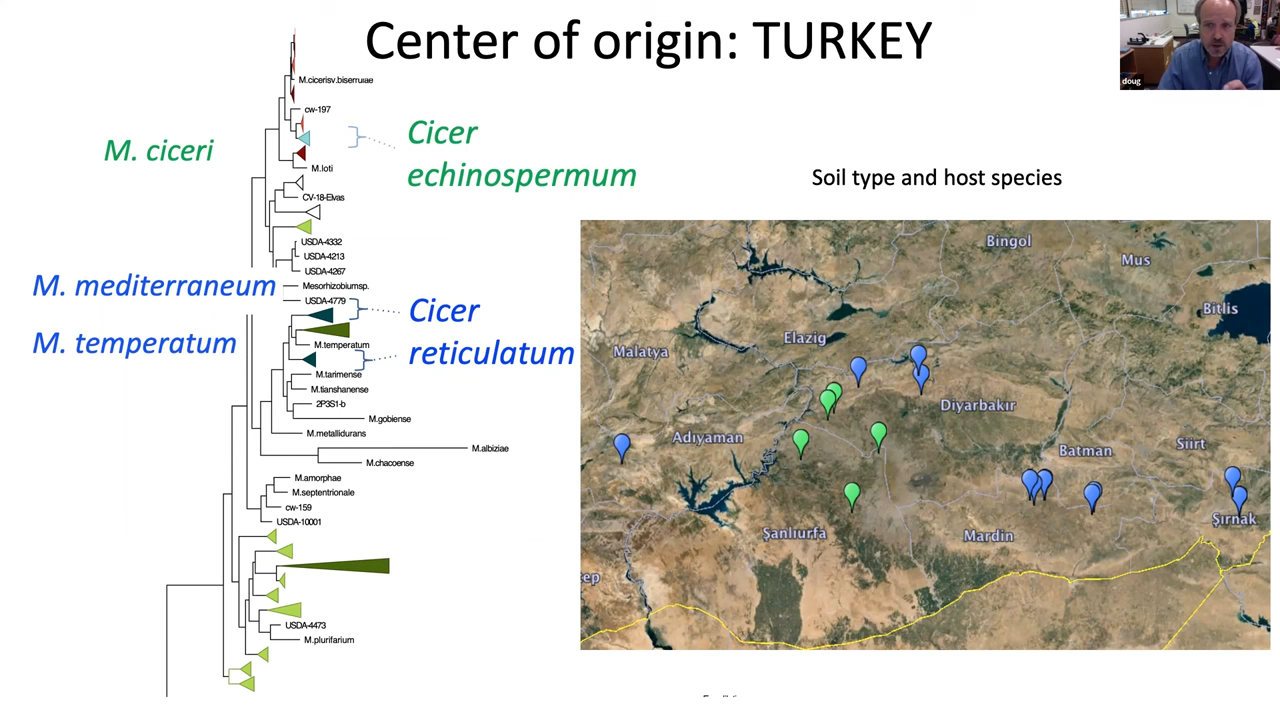 Center of origin: TURKEY
doug
M. ciceri
Cicer
echinospermum
M. mediterraneum
M. temperatum
Cicer
reticulatum
M.cicerisv.biserruiae
cw-197
M.loti
CV-18-Elvas
USDA-4332
USDA-4213
USDA-4267
Mesorhizobiumsp.
USDA-4779
M.temperatum
M.tarimense
M.tianshanense
2P3S1-b
M.gobiense
M.metallidurans
M.albiziae
M.chacoense
M.amorphae
M.septentrionale
cw-159
USDA-10001
USDA-4473
M.plurifarium
Soil type and host species
Bingol
Mus
Bitlis
Elazig
Malatya
Diyarbakır
Adıyaman
Siirt
Batman
Şırnak
Şanlıurfa
Mardin
ep